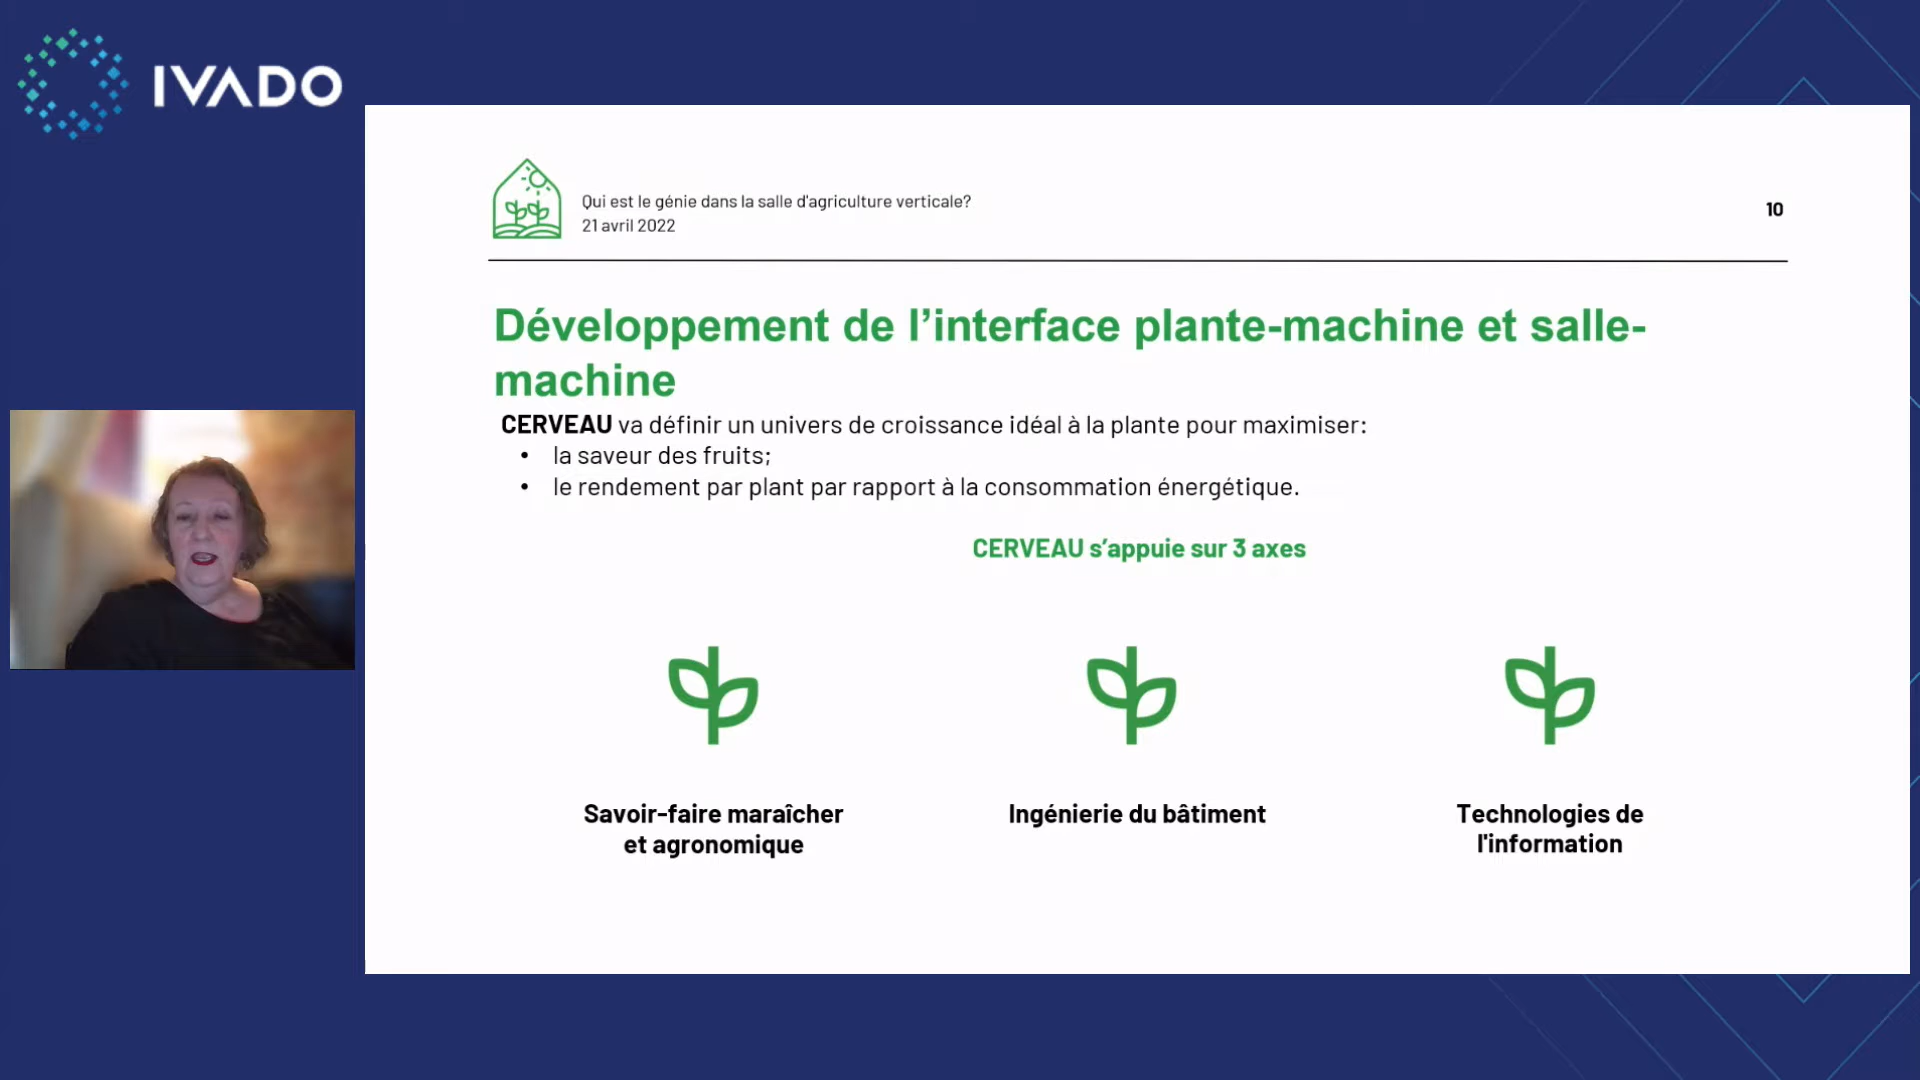 IVADO
Qui est le génie dans la salle d'agriculture verticale?
21 avril 2022
10
Développement de l’interface plante-machine et salle-
machine
CERVEAU va définir un univers de croissance idéal à la plante pour maximiser:
• la saveur des fruits;
• le rendement par plant par rapport à la consommation énergétique.
CERVEAU s’appuie sur 3 axes
Savoir-faire maraîcher
et agronomique
Ingénierie du bâtiment
Technologies de
l'information